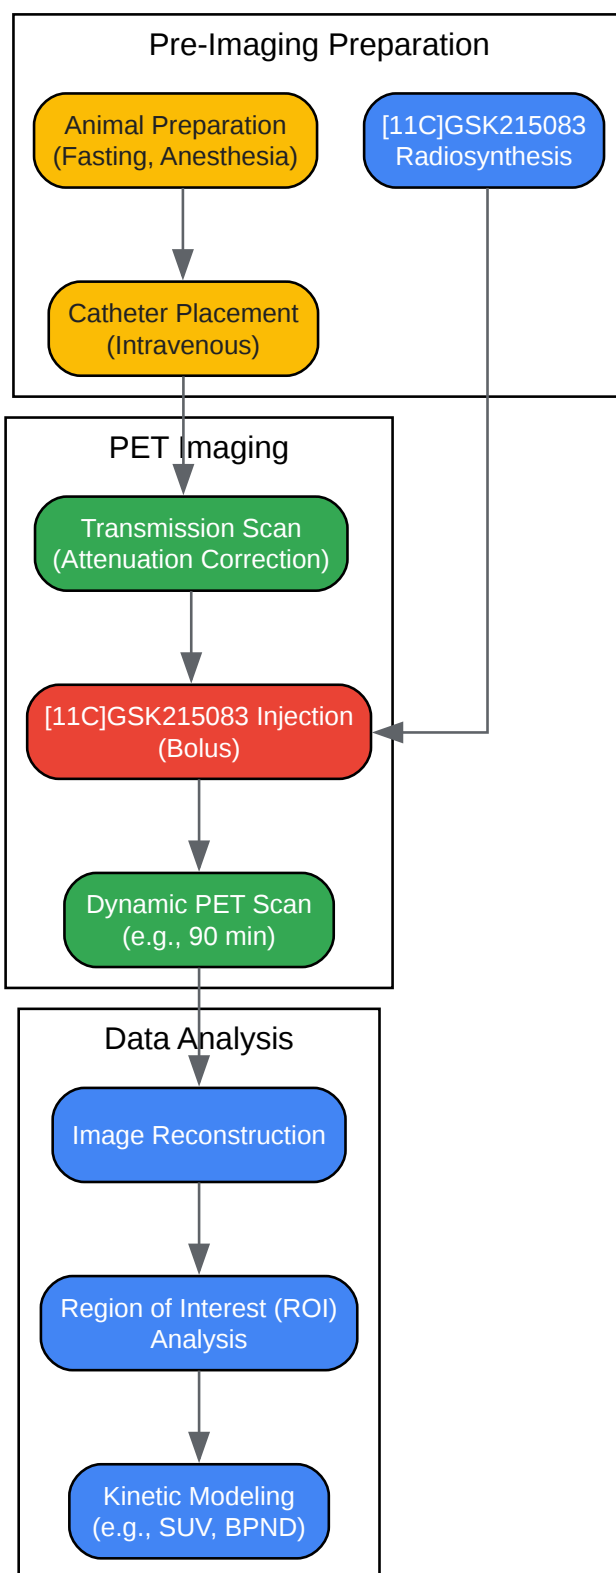 Pre-Imaging Preparation
Animal Preparation
(Fasting, Anesthesia)
[11C]GSK215083
Radiosynthesis
Catheter Placement
(Intravenous)
PET Imaging
Transmission Scan
(Attenuation Correction)
[11C]GSK215083 Injection
(Bolus)
Dynamic PET Scan
(e.g., 90 min)
Data Analysis
Image Reconstruction
Region of Interest (ROI)
Analysis
Kinetic Modeling
(e.g., SUV, BPND)